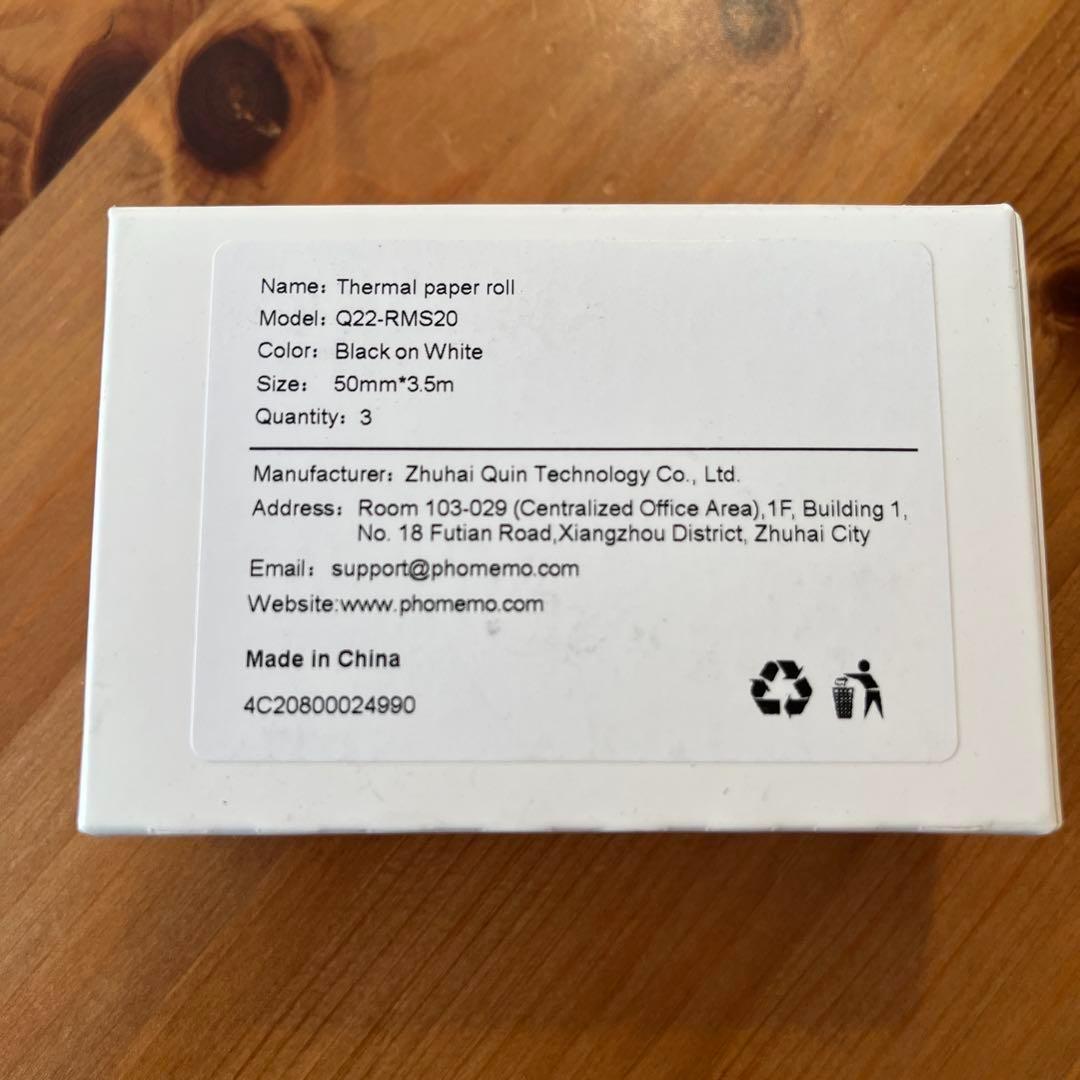 Name: Thermal paper roll
Model: Q22-RMS20
Color: Black on White
Size: 50mm*3.5m
Quantity: 3
Manufacturer: Zhuhai Quin Technology Co., Ltd.
Address: Room 103-029 (Centralized Office Area),1F, Building 1,
No. 18 Futian Road,Xiangzhou District, Zhuhai City
Email: support@phomemo.com
Website:www.phomemo.com
Made in China
4C20800024990